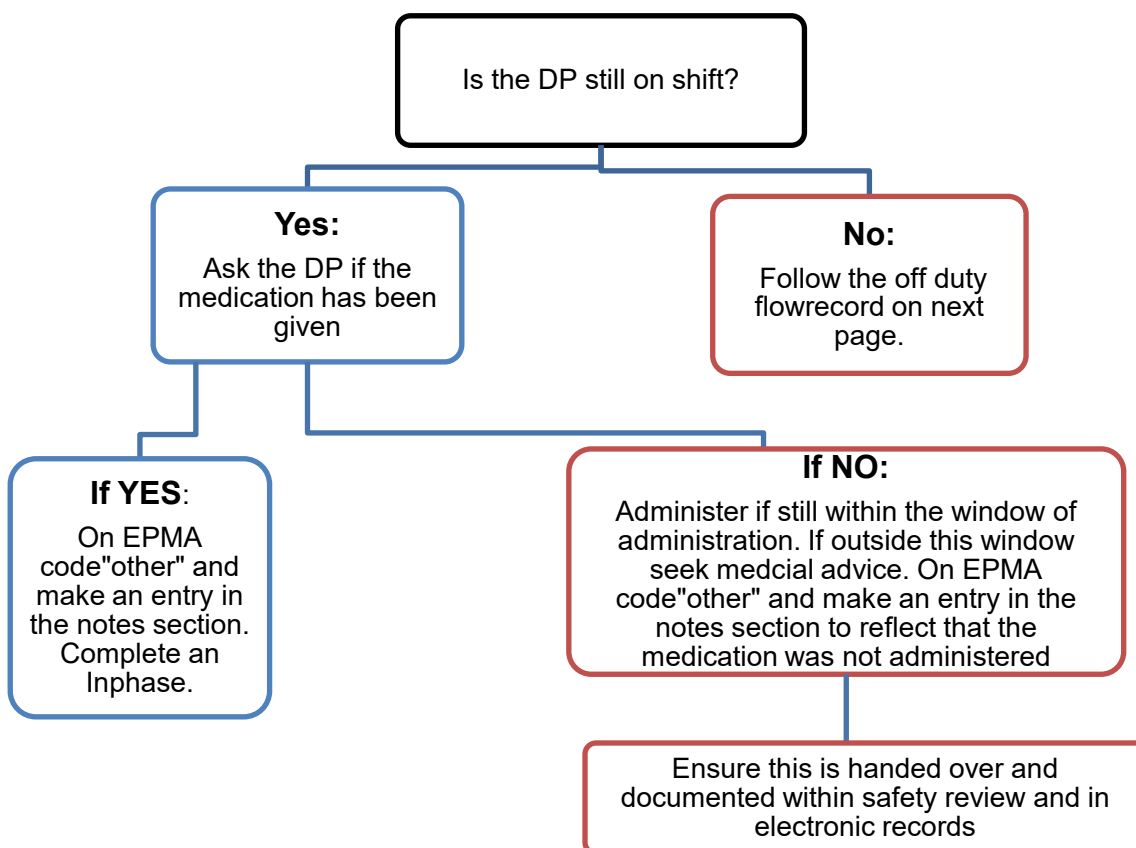 Is the DP still on shift?
Yes:
Ask the DP if the
medication has been
given
No:
Follow the off duty
flowrecord on next
page.
If YES:
On EPMA
code"other" and
make an entry in
the notes section.
Complete an
Inphase.
If NO:
Administer if still within the window of
administration. If outside this window
seek medcial advice. On EPMA
code"other" and make an entry in the
notes section to reflect that the
medication was not administered
Ensure this is handed over and
documented within safety review and in
electronic records